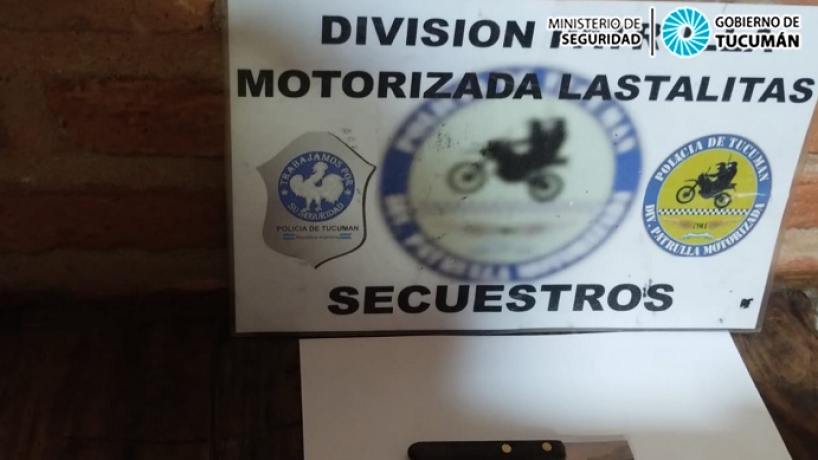 MINISTERIO DE
SEGURIDAD
GOBIERNO DE
TUCUMÁN
DIVISION
MOTORIZADA LASTALITAS
TRABAJAMOS POR
SU SEGURIDAD
POLICIA DE TUCUMAN
POLICIA DE TUCUMAN
DIV. PATRULLA MOTORIZADA
SECUESTROS